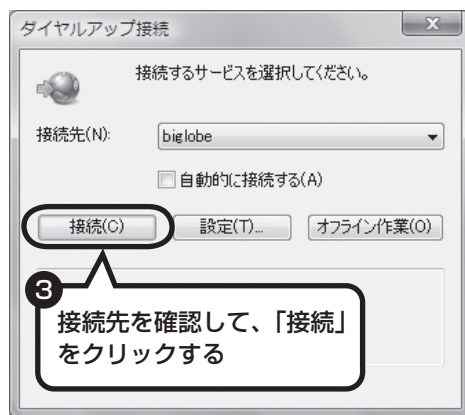 ダイヤルアップ接続
接続するサービスを選択してください。
接続先(N): biglobe
自動的に接続する(A)
接続(C) 設定(T)... オフライン作業(O)
3
接続先を確認して、「接続」
をクリックする